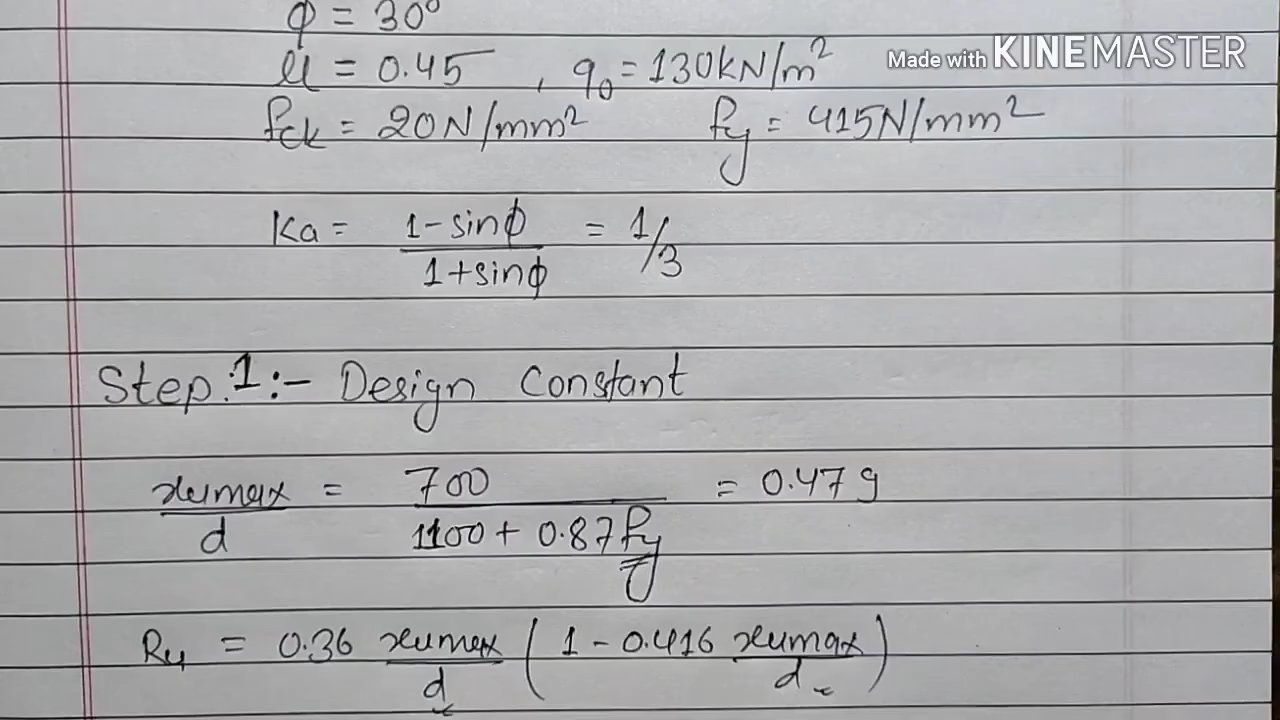 ϕ = 30°
μ = 0.45 , q₀ = 130kN/m²
Made with KINEMASTER
fck = 20N/mm² fy = 415N/mm²
Ka = 1-sinϕ / 1+sinϕ = 1/3
Step.1:- Design Constant
xumax / d = 700 / 1100 + 0.87fy = 0.479
Ru = 0.36 xumax / d ( 1 - 0.416 xumax / d )